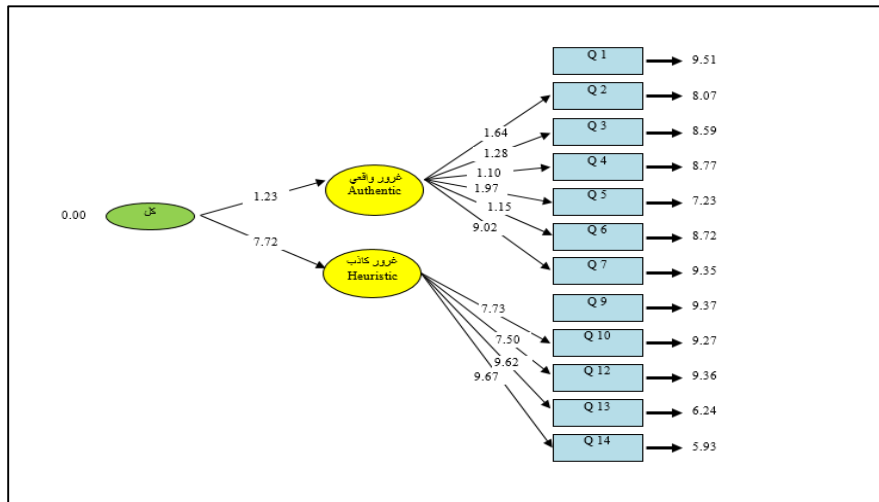 Q 1
9.51
Q 2
8.07
1.64
Q 3
8.59
1.28
Q 4
8.77
1.10
غرور واقعي
Authentic
1.97
Q 5
7.23
1.23
1.15
0.00
كل
Q 6
8.72
9.02
7.72
Q 7
9.35
غرور كاذب
Heuristic
Q 9
9.37
7.73
Q 10
9.27
7.50
9.62
Q 12
9.36
9.67
Q 13
6.24
Q 14
5.93